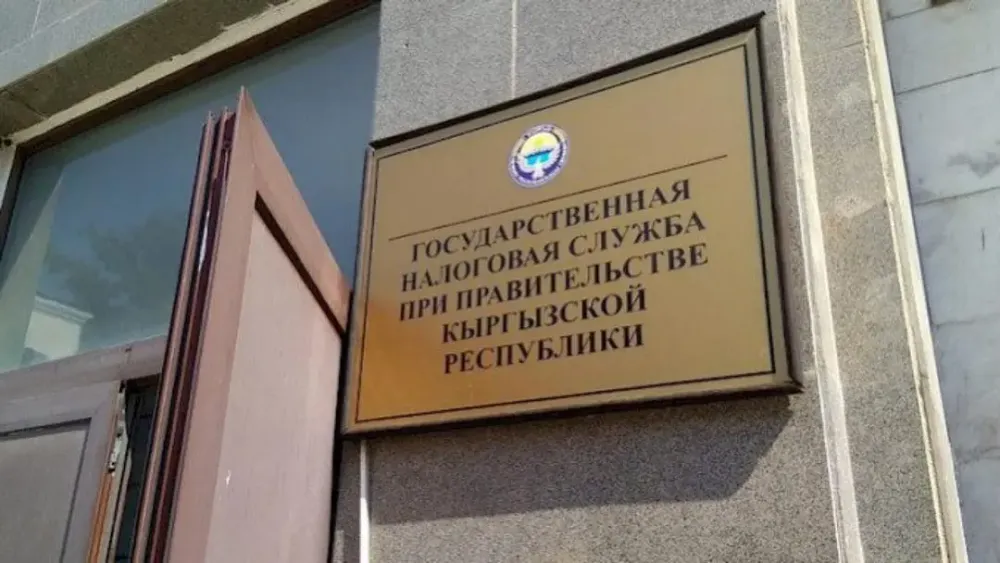 ГОСУДАРСТВЕННАЯ
НАЛОГОВАЯ СЛУЖБА
ПРИ ПРАВИТЕЛЬСТВЕ
КЫРГЫЗСКОЙ
РЕСПУБЛИКИ